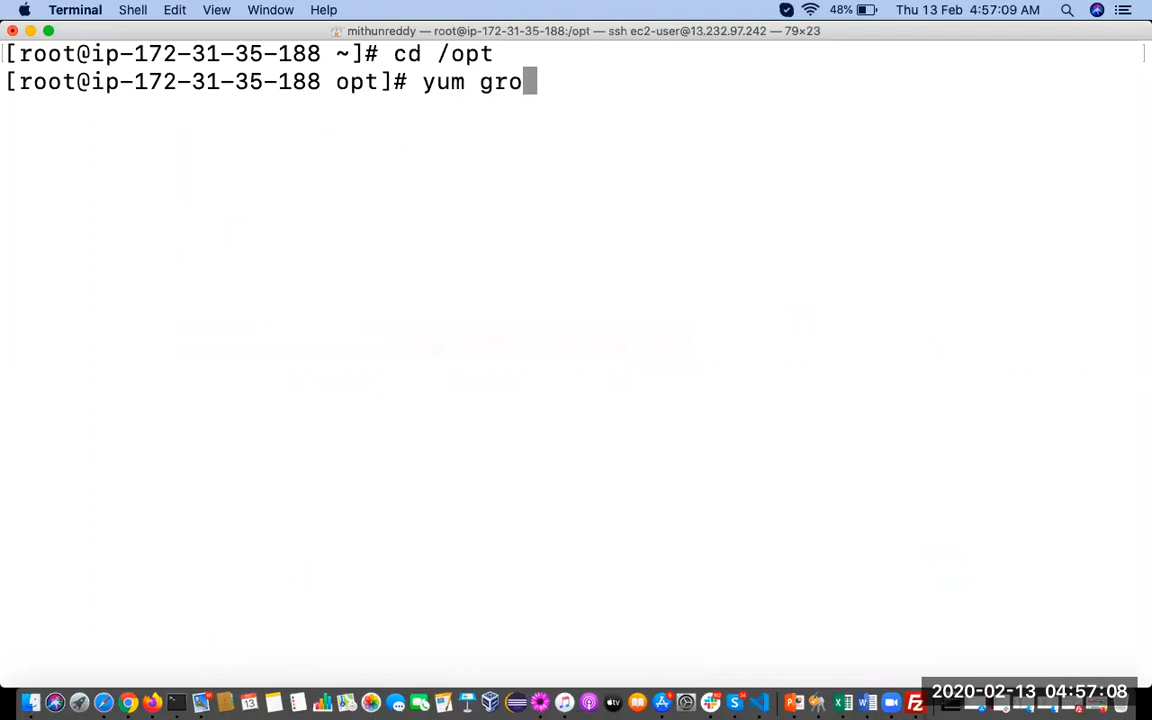 Terminal Shell Edit View Window Help 48% Thu 13 Feb 4:57:09 AM
mithunreddy — root@ip-172-31-35-188:/opt — ssh ec2-user@13.232.97.242 — 79×23
[root@ip-172-31-35-188 ~]# cd /opt
[root@ip-172-31-35-188 opt]# yum gro
2020-02-13 04:57:08